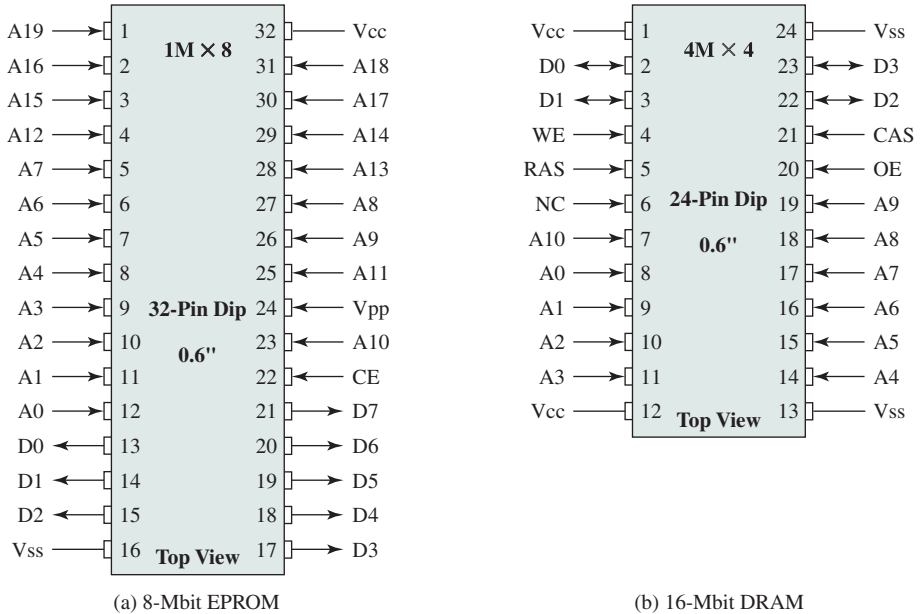 A19 1 1M × 8 32 Vcc
A16 2 31 A18
A15 3 30 A17
A12 4 29 A14
A7 5 28 A13
A6 6 27 A8
A5 7 26 A9
A4 8 25 A11
A3 9 32-Pin Dip 24 Vpp
A2 10 0.6" 23 A10
A1 11 22 CE
A0 12 21 D7
D0 13 20 D6
D1 14 19 D5
D2 15 18 D4
Vss 16 Top View 17 D3
(a) 8-Mbit EPROM
Vcc 1 4M × 4 24 Vss
D0 2 23 D3
D1 3 22 D2
WE 4 21 CAS
RAS 5 20 OE
NC 6 24-Pin Dip 19 A9
A10 7 0.6" 18 A8
A0 8 17 A7
A1 9 16 A6
A2 10 15 A5
A3 11 14 A4
Vcc 12 Top View 13 Vss
(b) 16-Mbit DRAM